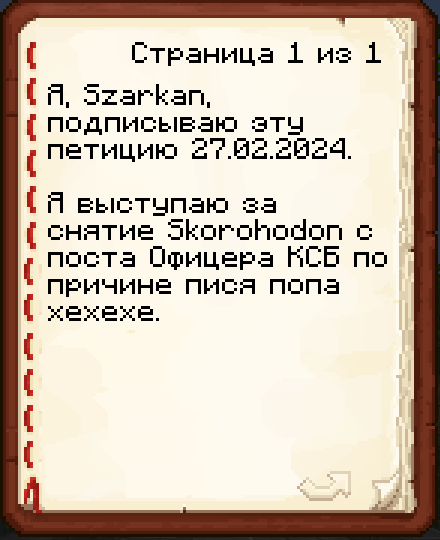 Страница 1 из 1
Я, Szarkan,
подписываю эту
петицию 27.02.2024.
Я выступаю за
снятие Skorohodon с
поста Офицера КСБ по
причине пися попа
хехехе.